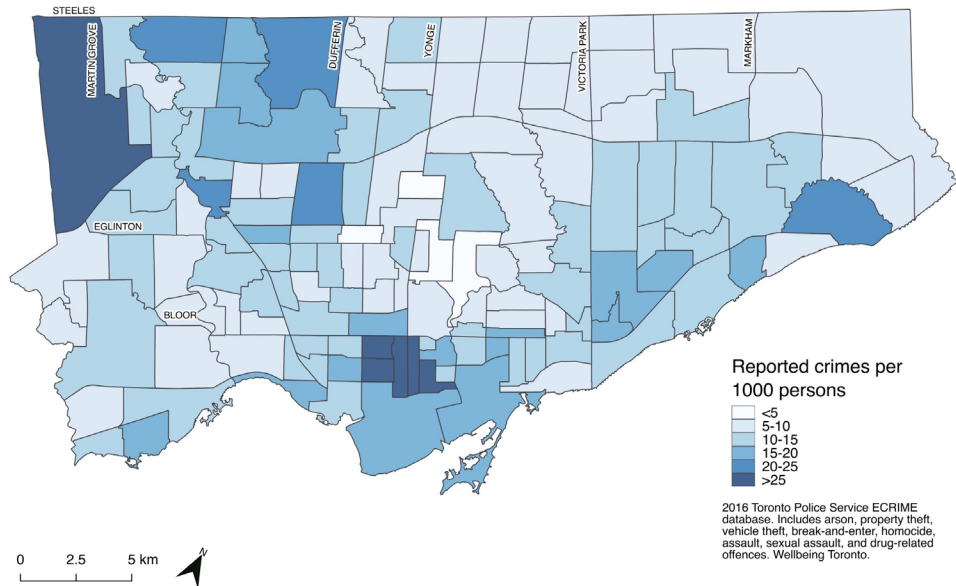 STEELES
MARTIN GROVE
DUFFERIN
YONGE
VICTORIA PARK
MARKHAM
EGLINTON
BLOOR
Reported crimes per
1000 persons
<5
5-10
10-15
15-20
20-25
>25
2016 Toronto Police Service ECRIME
database. Includes arson, property theft,
vehicle theft, break-and-enter, homocide,
assault, sexual assault, and drug-related
offences. Wellbeing Toronto.
0 2.5 5 km
N